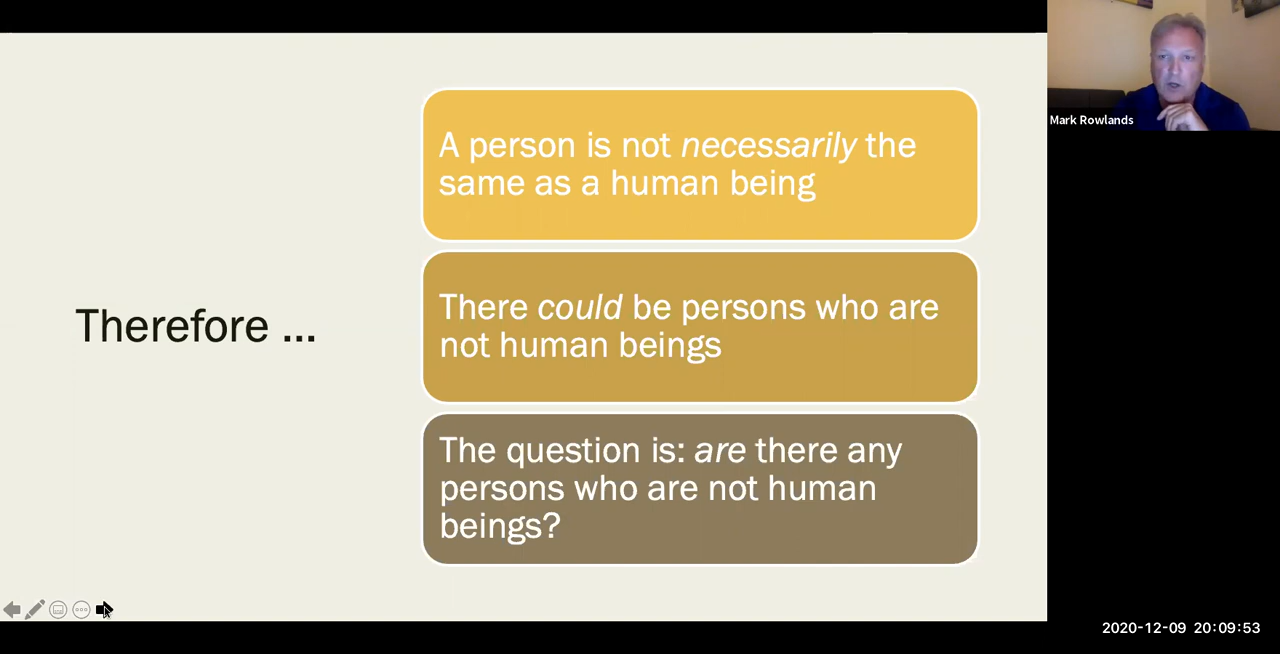 Therefore ...
A person is not necessarily the
same as a human being
There could be persons who are
not human beings
The question is: are there any
persons who are not human
beings?
Mark Rowlands
2020-12-09 20:09:53